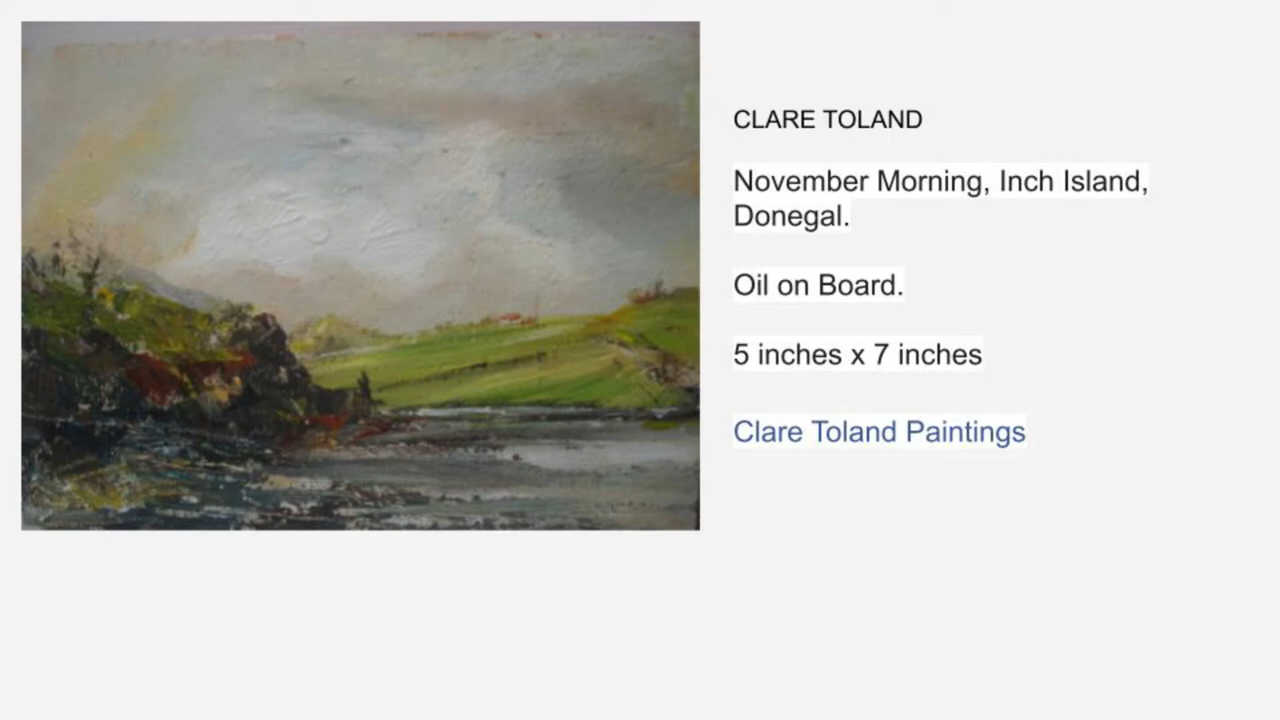 CLARE TOLAND
November Morning, Inch Island,
Donegal.
Oil on Board.
5 inches x 7 inches
Clare Toland Paintings